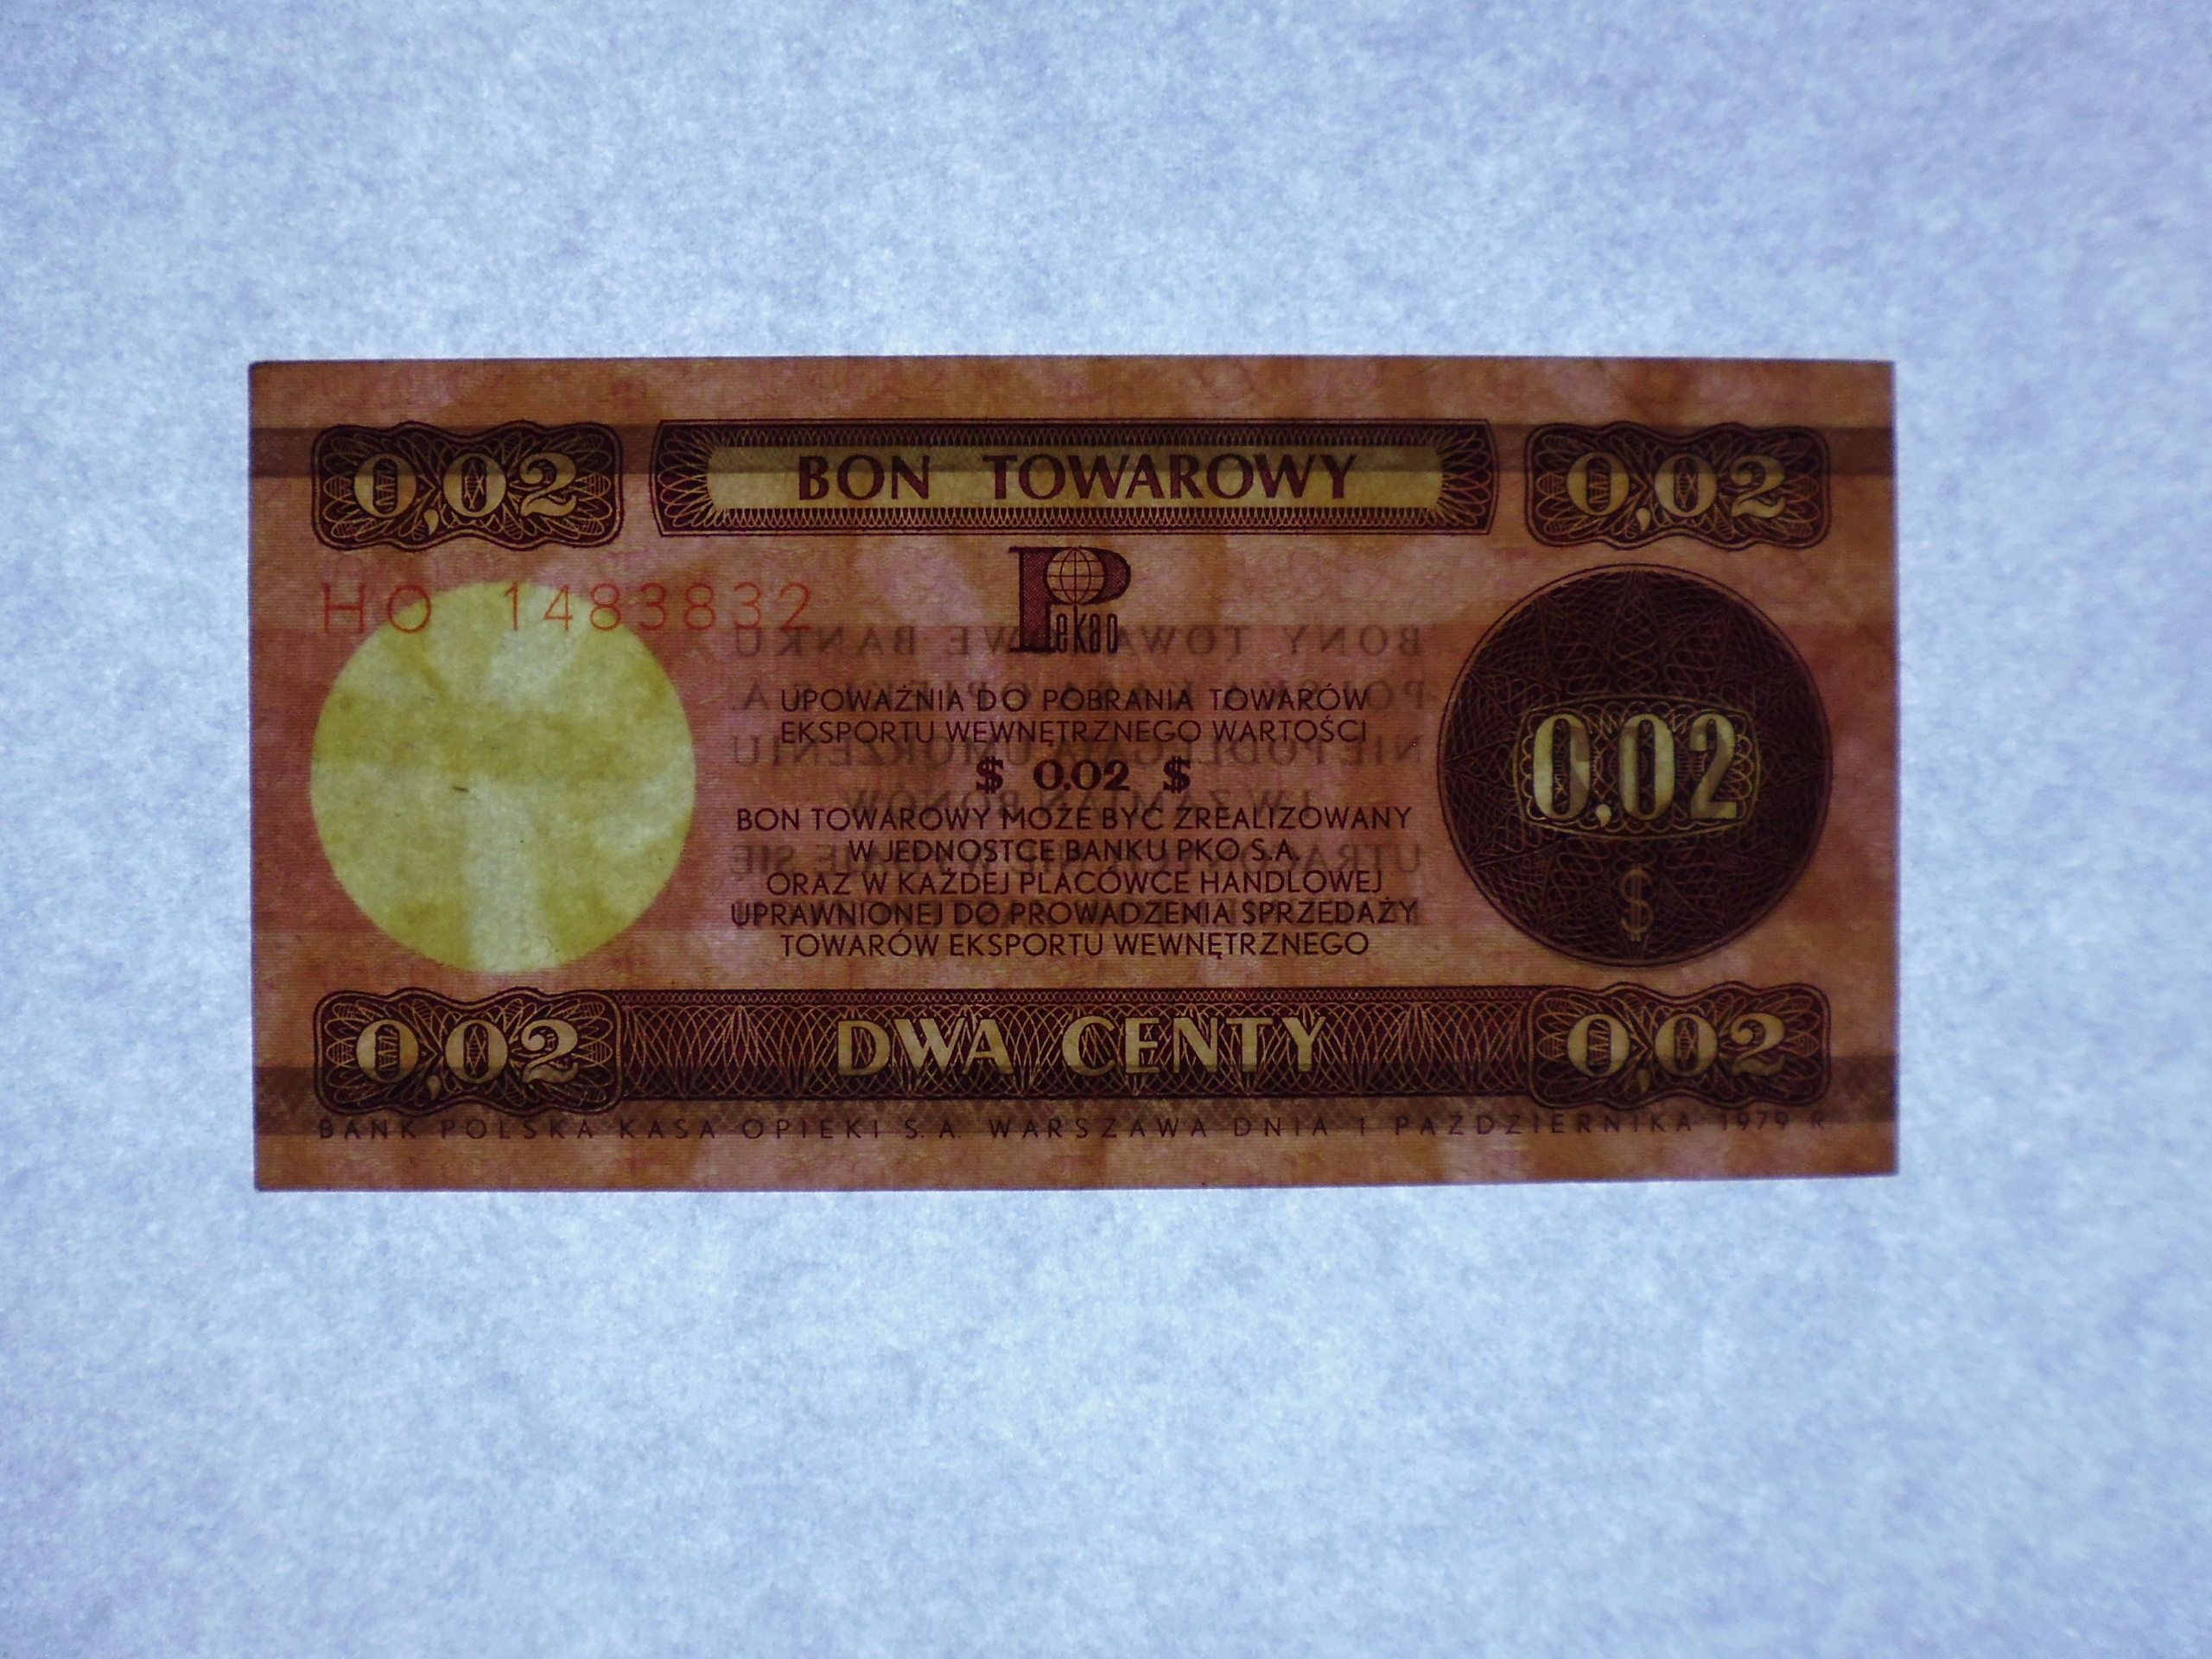 0,02 BON TOWAROWY 0,02
HO 1483832
Pekao
UPOWAŻNIA DO POBRANIA TOWARÓW
EKSPORTU WEWNĘTRZNEGO WARTOŚCI
$ 0,02 $
BON TOWAROWY MOŻE BYĆ ZREALIZOWANY
W JEDNOSTCE BANKU PKO S.A.
ORAZ W KAŻDEJ PLACÓWCE HANDLOWEJ
UPRAWNIONEJ DO PROWADZENIA SPRZEDAŻY
TOWARÓW EKSPORTU WEWNĘTRZNEGO
0,02
$
0,02 DWA CENTY 0,02
BANK POLSKA KASA OPIEKI S.A. WARSZAWA DNIA 1 PAŹDZIERNIKA 1979 R